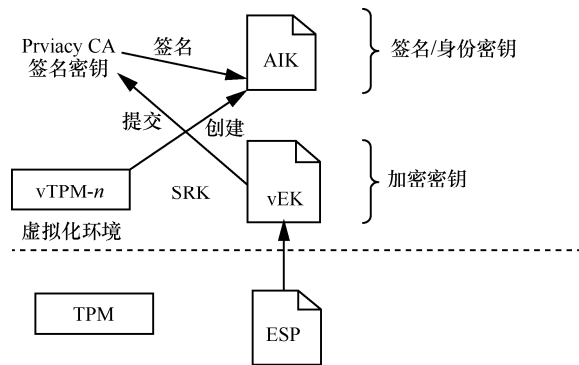 Prviacy CA
签名密钥
签名
AIK
签名/身份密钥
提交
创建
vTPM-n
SRK
vEK
加密密钥
虚拟化环境
TPM
ESP